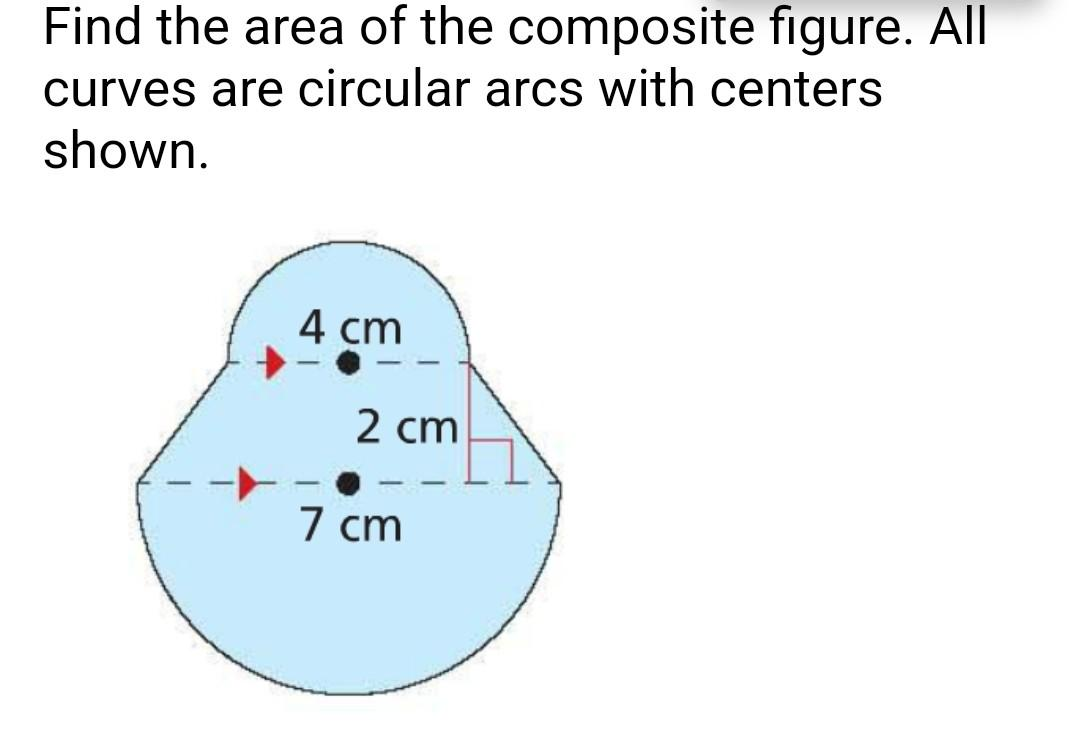 Find the area of the composite figure. All
curves are circular arcs with centers
shown.
4 cm
2 cm
7 cm